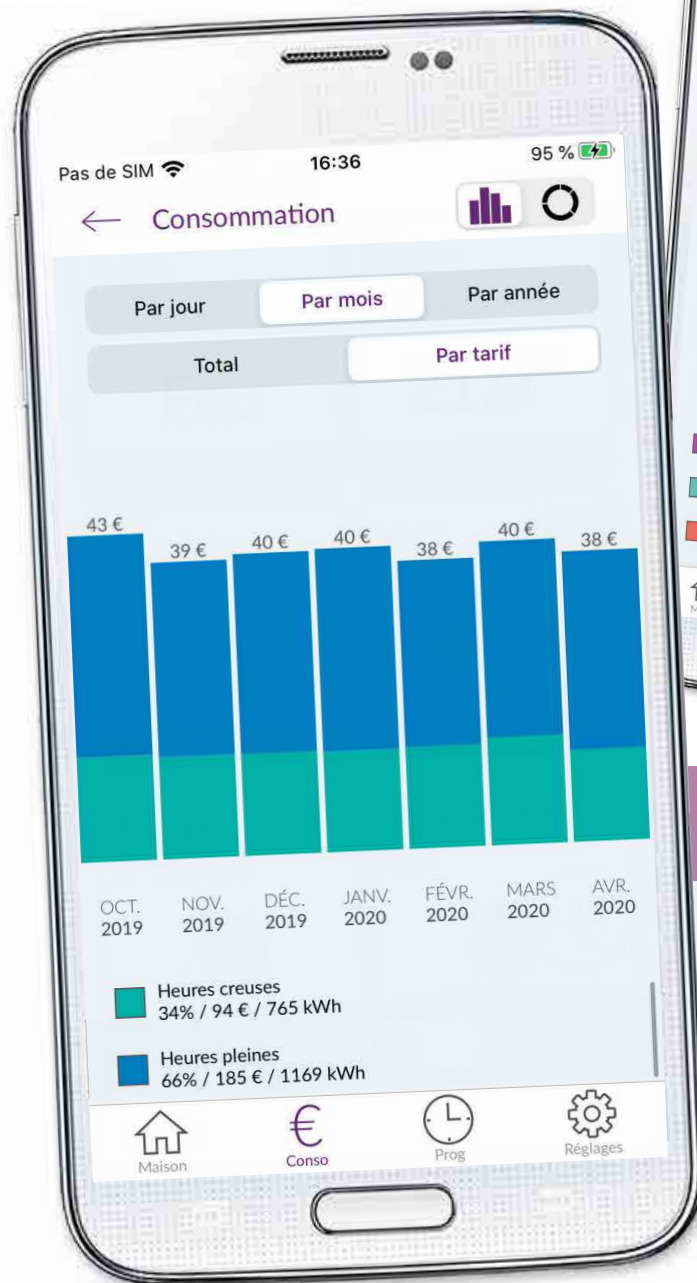 Pas de SIM 16:36 95 %
Consommation
Par jour Par mois Par année
Total Par tarif
43 € 39 € 40 € 40 € 38 € 40 € 38 €
OCT. NOV. DÉC. JANV. FÉVR. MARS AVR.
2019 2019 2019 2020 2020 2020 2020
Heures creuses
34% / 94 € / 765 kWh
Heures pleines
66% / 185 € / 1169 kWh
€
Maison Conso Prog Réglages